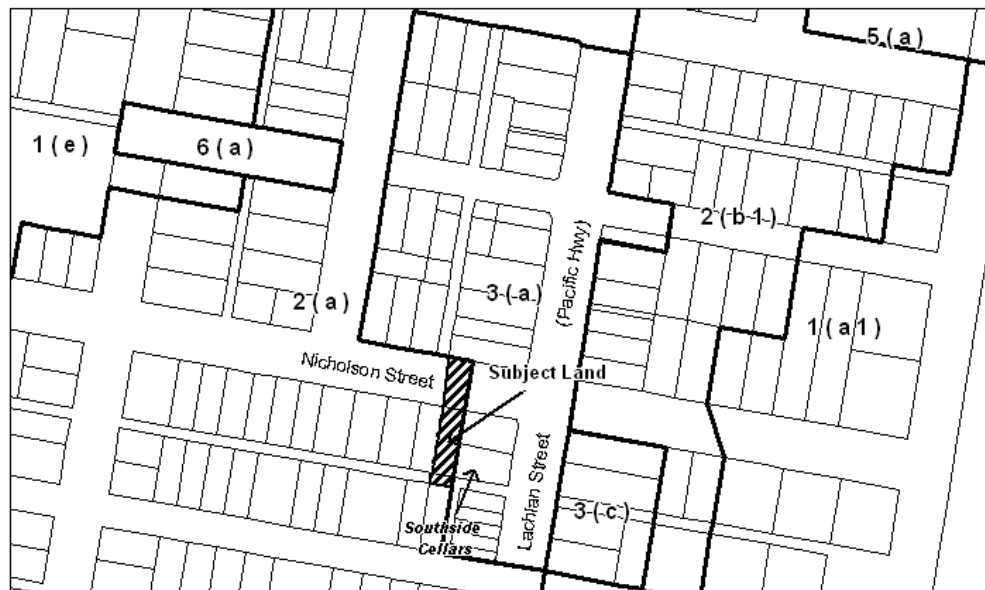 5 ( a )
1 ( e )
6 ( a )
2 ( b 1 )
(Pacific Hwy)
3 ( a )
2 ( a )
1 ( a 1 )
Nicholson Street
Subject Land
Lachlan Street
3 ( c )
Southside
Cellars